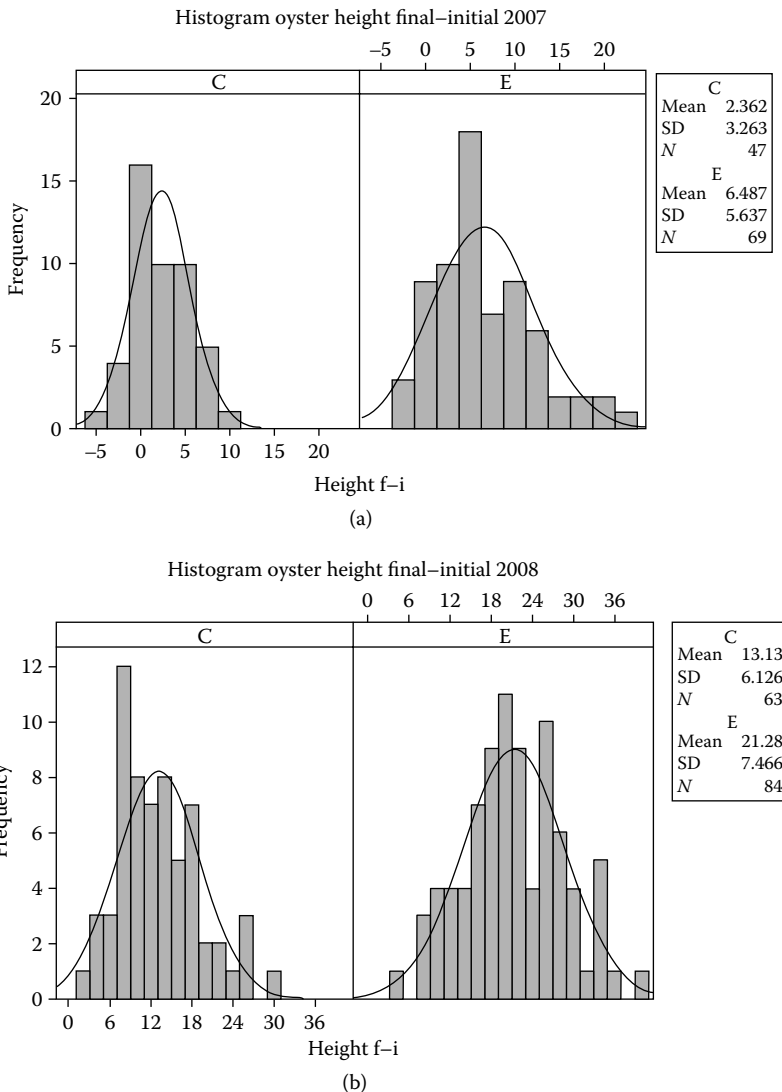 Histogram oyster height final–initial 2007
–5 0 5 10 15 20
C E
20
15
10
5
0
Frequency
–5 0 5 10 15 20
Height f–i
(a)
C
Mean 2.362
SD 3.263
N 47
E
Mean 6.487
SD 5.637
N 69
Histogram oyster height final–initial 2008
0 6 12 18 24 30 36
C E
12
10
8
6
4
2
0
Frequency
0 6 12 18 24 30 36
Height f–i
(b)
C
Mean 13.13
SD 6.126
N 63
E
Mean 21.28
SD 7.466
N 84